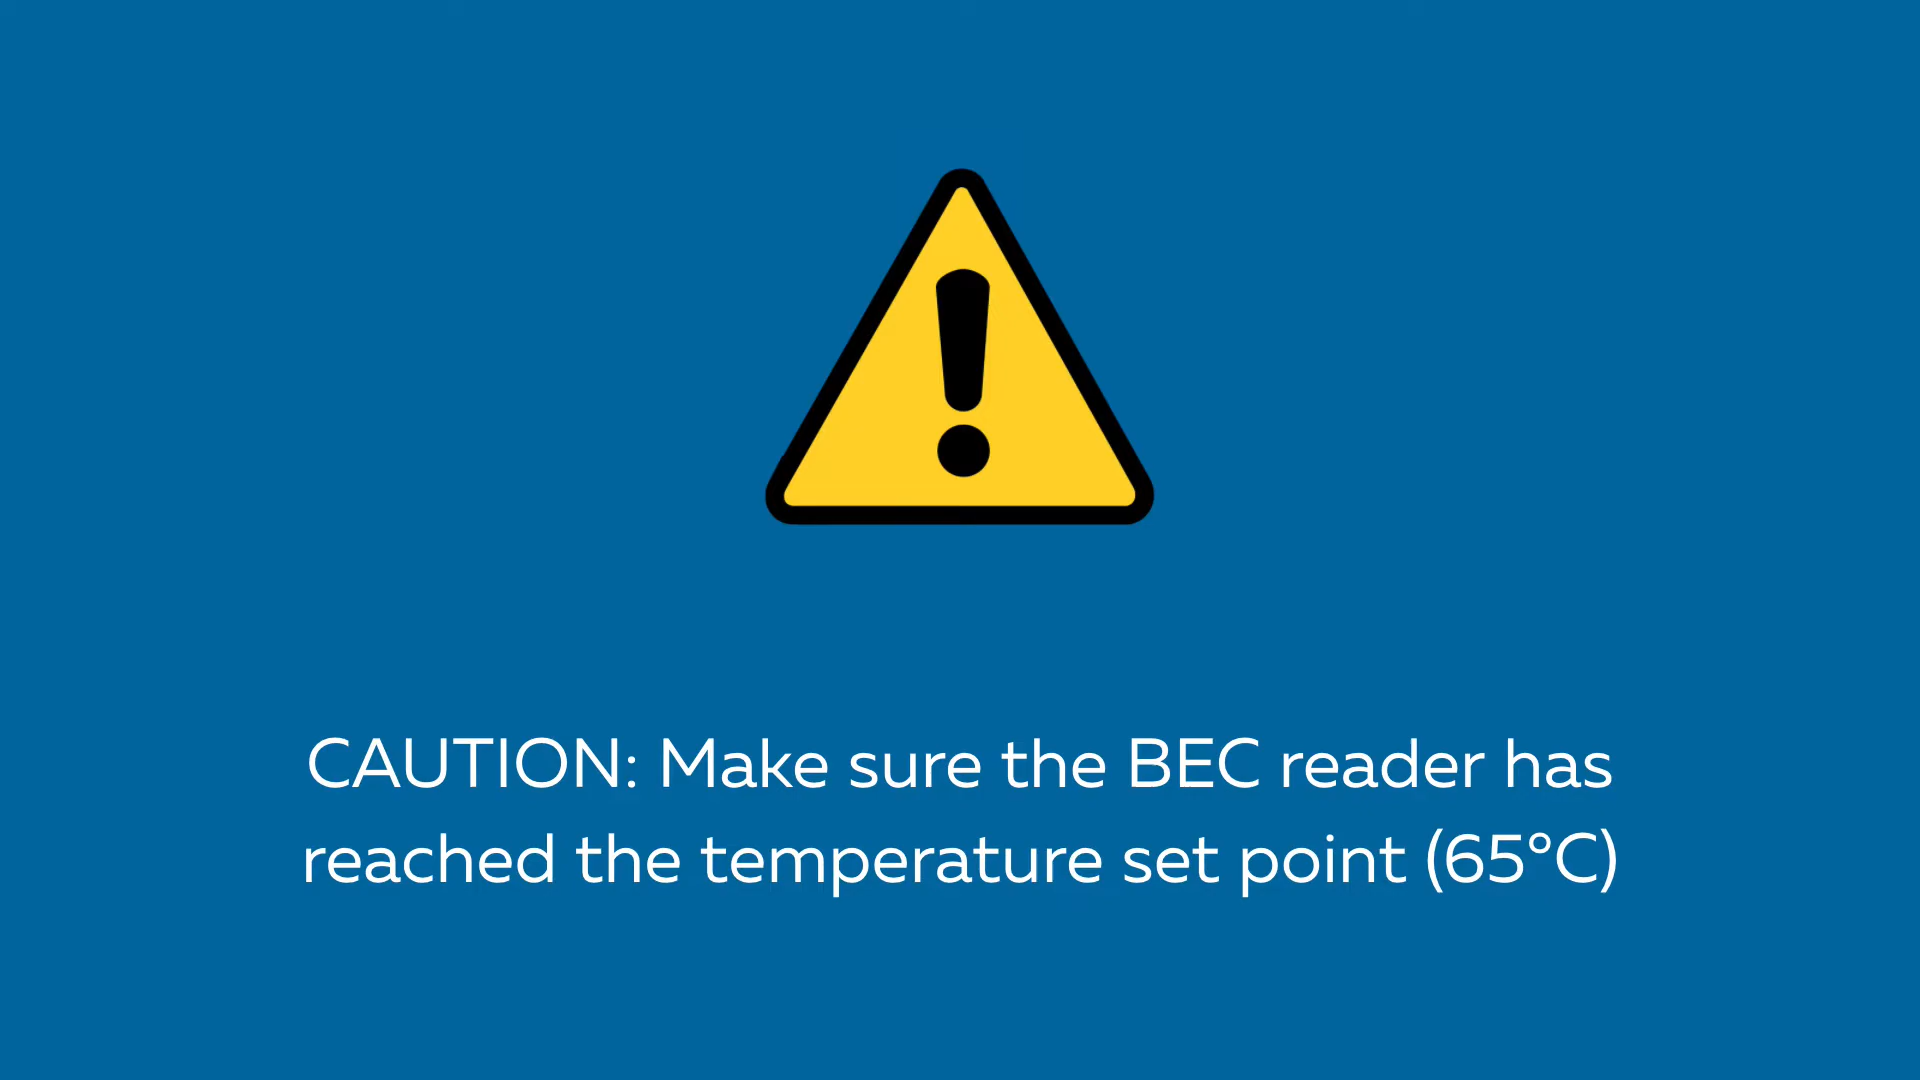 CAUTION: Make sure the BEC reader has
reached the temperature set point (65°C)